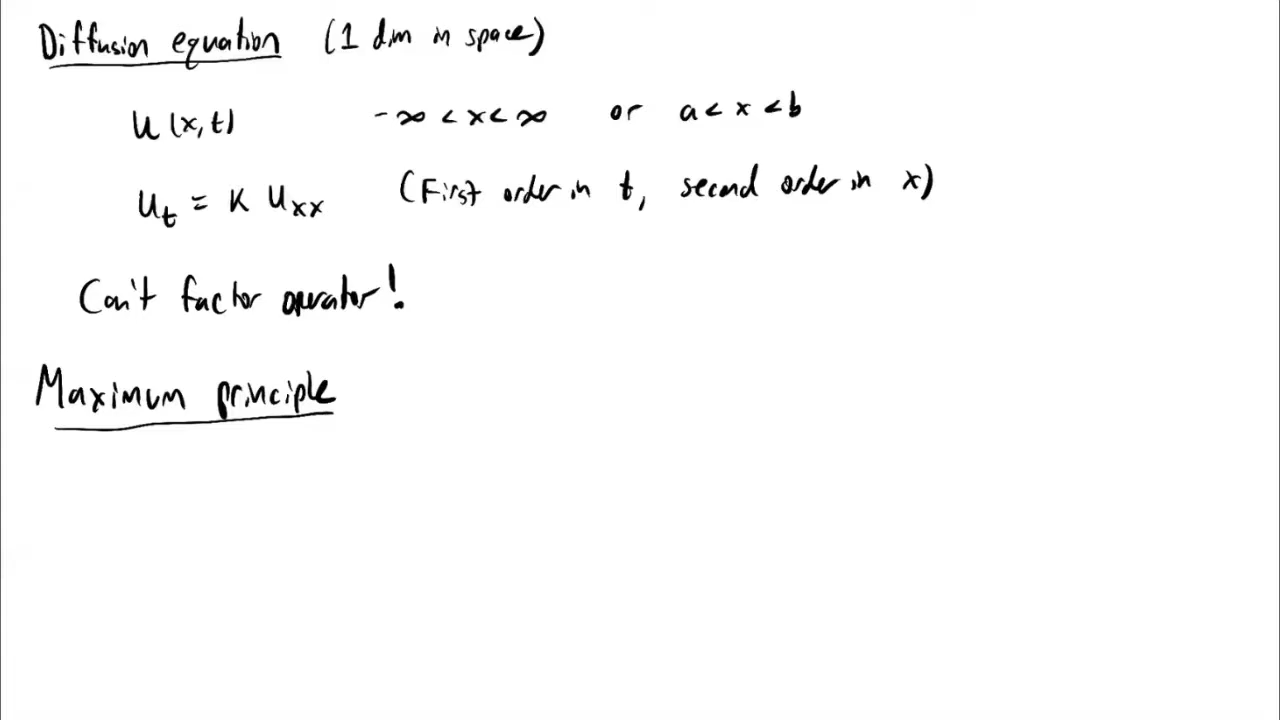 Diffusion equation (1 dim in space)
u(x,t) -∞ < x < ∞ or a < x < b
u_t = K u_xx (First order in t, second order in x)
Can't factor operator!
Maximum principle